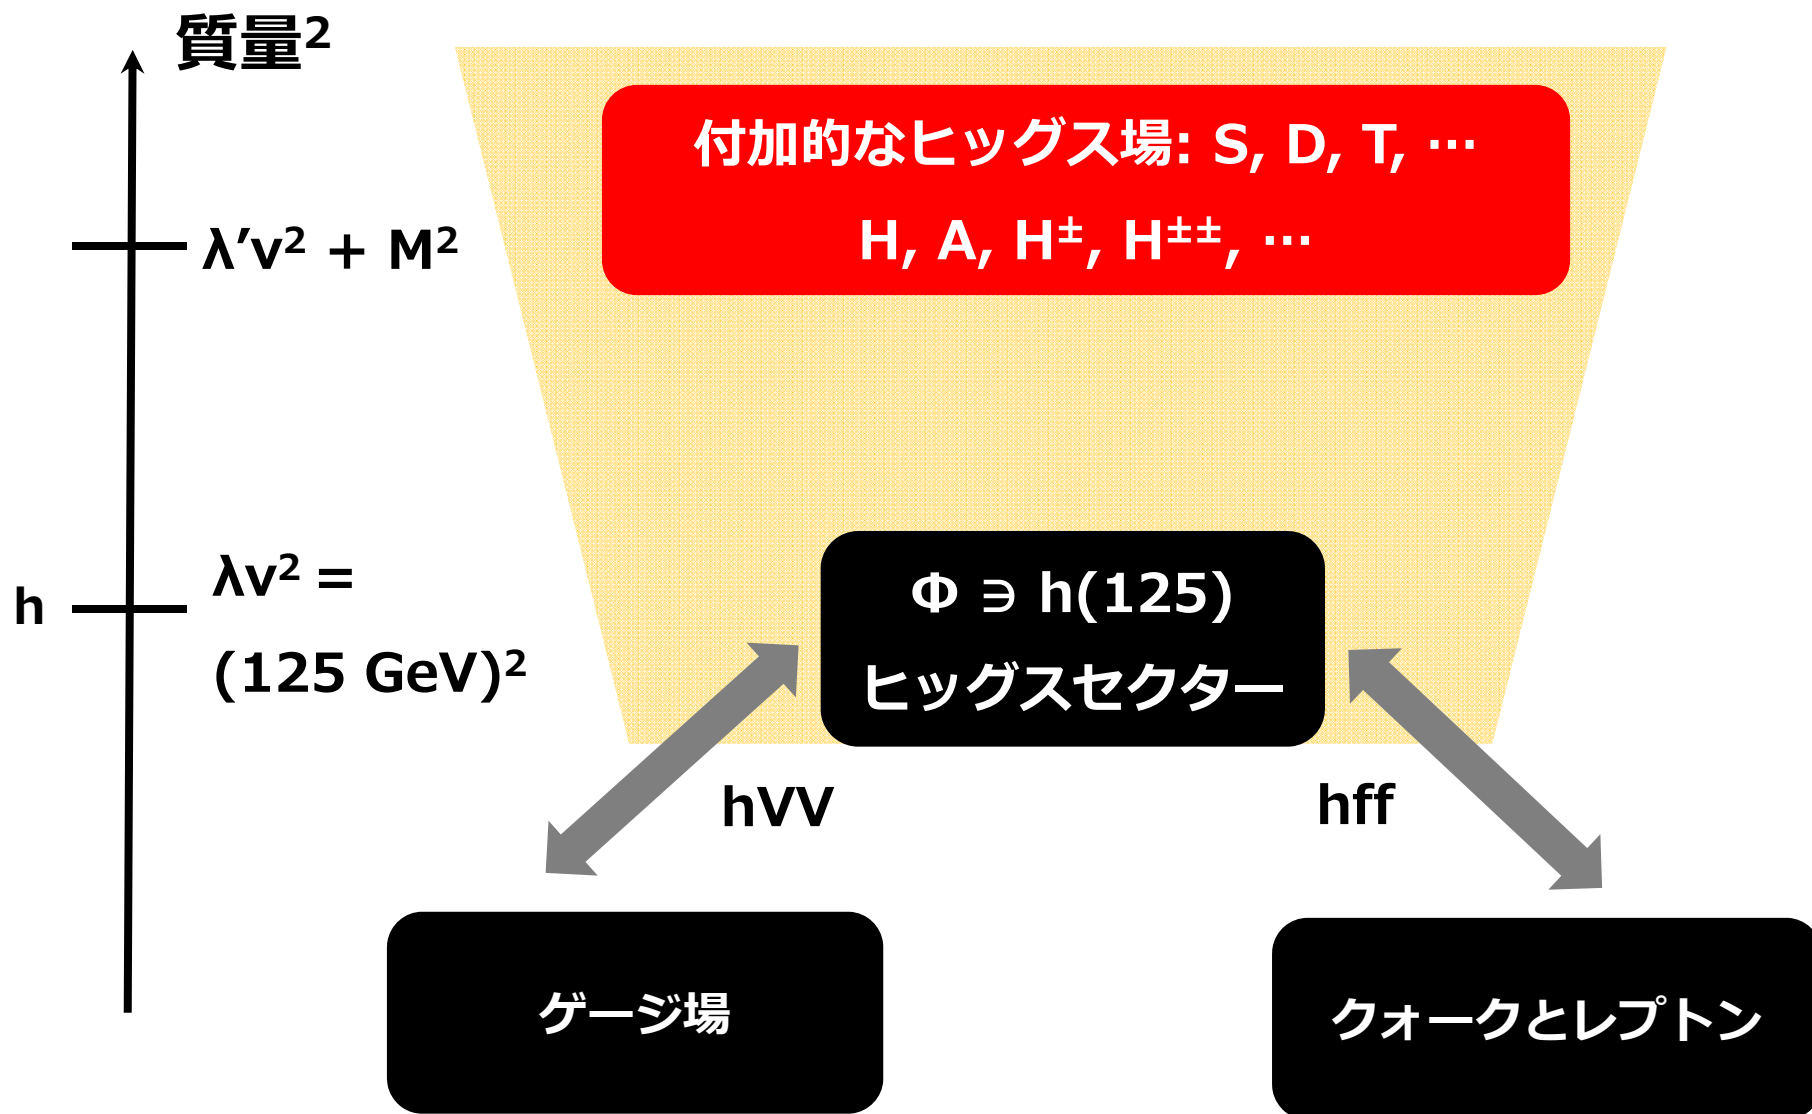 質量²
付加的なヒッグス場: S, D, T, …
H, A, H±, H±±, …
λ′v² + M²
h
λv² =
(125 GeV)²
Φ ∋ h(125)
ヒッグスセクター
hVV
hff
ゲージ場
クォークとレプトン